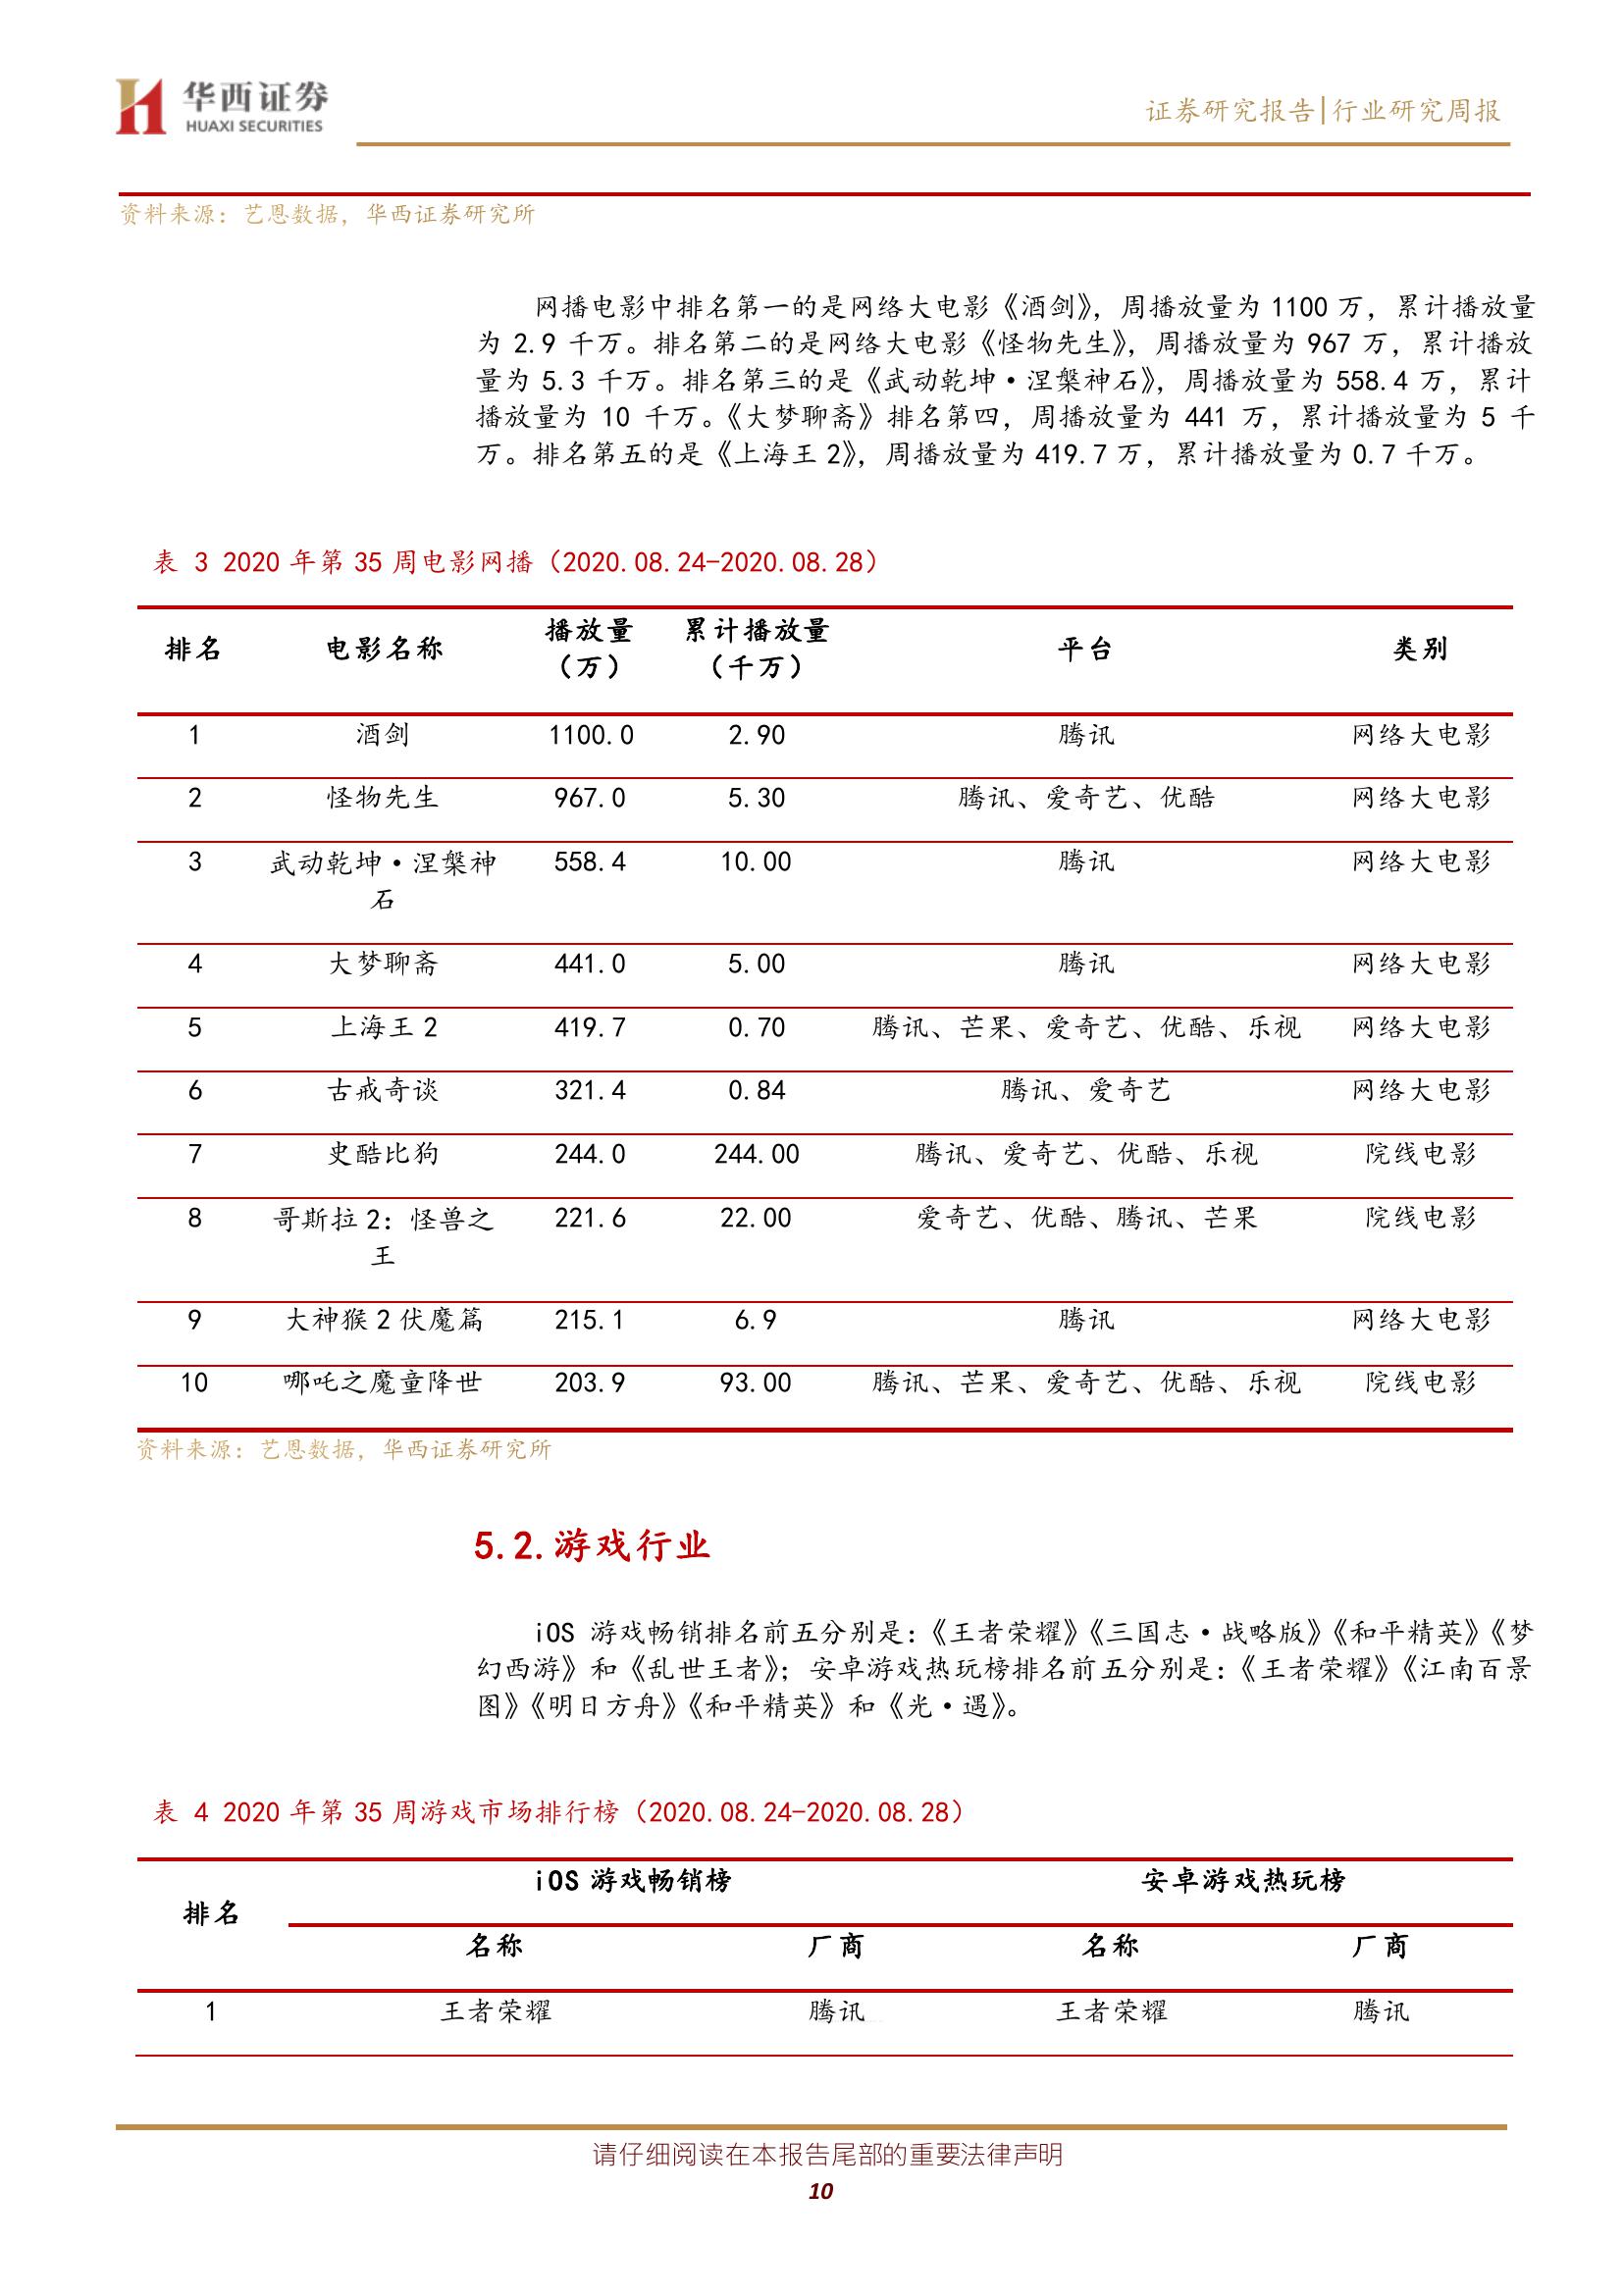 华西证券
HUAXI SECURITIES
证券研究报告|行业研究周报
资料来源：艺恩数据，华西证券研究所
网播电影中排名第一的是网络大电影《酒剑》，周播放量为 1100 万，累计播放量
为 2.9 千万。排名第二的是网络大电影《怪物先生》，周播放量为 967 万，累计播放
量为 5.3 千万。排名第三的是《武动乾坤·涅槃神石》，周播放量为 558.4 万，累计
播放量为 10 千万。《大梦聊斋》排名第四，周播放量为 441 万，累计播放量为 5 千
万。排名第五的是《上海王 2》，周播放量为 419.7 万，累计播放量为 0.7 千万。
表 3 2020 年第 35 周电影网播（2020.08.24-2020.08.28）
排名 电影名称 播放量（万） 累计播放量（千万） 平台 类别
1 酒剑 1100.0 2.90 腾讯 网络大电影
2 怪物先生 967.0 5.30 腾讯、爱奇艺、优酷 网络大电影
3 武动乾坤·涅槃神石 558.4 10.00 腾讯 网络大电影
4 大梦聊斋 441.0 5.00 腾讯 网络大电影
5 上海王 2 419.7 0.70 腾讯、芒果、爱奇艺、优酷、乐视 网络大电影
6 古戒奇谈 321.4 0.84 腾讯、爱奇艺 网络大电影
7 史酷比狗 244.0 244.00 腾讯、爱奇艺、优酷、乐视 院线电影
8 哥斯拉 2：怪兽之王 221.6 22.00 爱奇艺、优酷、腾讯、芒果 院线电影
9 大神猴 2 伏魔篇 215.1 6.9 腾讯 网络大电影
10 哪吒之魔童降世 203.9 93.00 腾讯、芒果、爱奇艺、优酷、乐视 院线电影
资料来源：艺恩数据，华西证券研究所
5.2.游戏行业
iOS 游戏畅销排名前五分别是：《王者荣耀》《三国志·战略版》《和平精英》《梦
幻西游》和《乱世王者》；安卓游戏热玩榜排名前五分别是：《王者荣耀》《江南百景
图》《明日方舟》《和平精英》和《光·遇》。
表 4 2020 年第 35 周游戏市场排行榜（2020.08.24-2020.08.28）
排名 iOS 游戏畅销榜 安卓游戏热玩榜
名称 厂商 名称 厂商
1 王者荣耀 腾讯 王者荣耀 腾讯
请仔细阅读在本报告尾部的重要法律声明
10